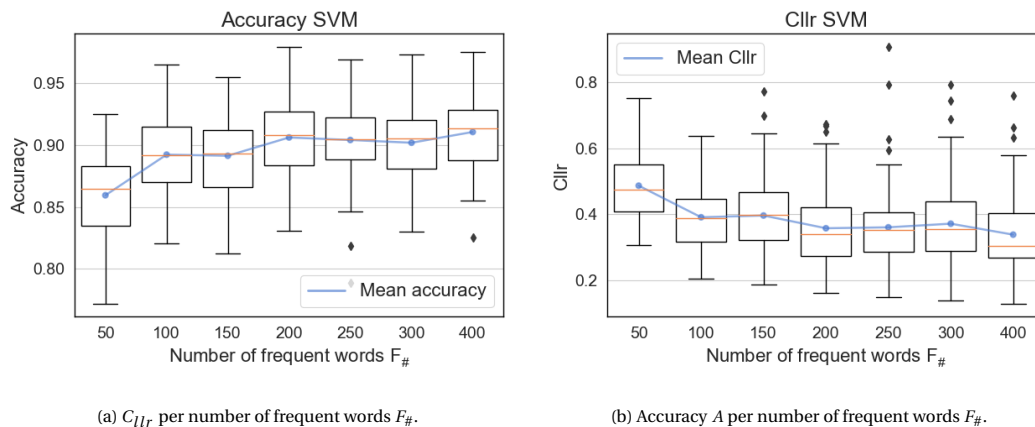 Accuracy SVM
Accuracy
0.95
0.90
0.85
0.80
Mean accuracy
50 100 150 200 250 300 400
Number of frequent words F#
(a) Cllr per number of frequent words F#.
Cllr SVM
Cllr
0.8
0.6
0.4
0.2
Mean Cllr
50 100 150 200 250 300 400
Number of frequent words F#
(b) Accuracy A per number of frequent words F#.